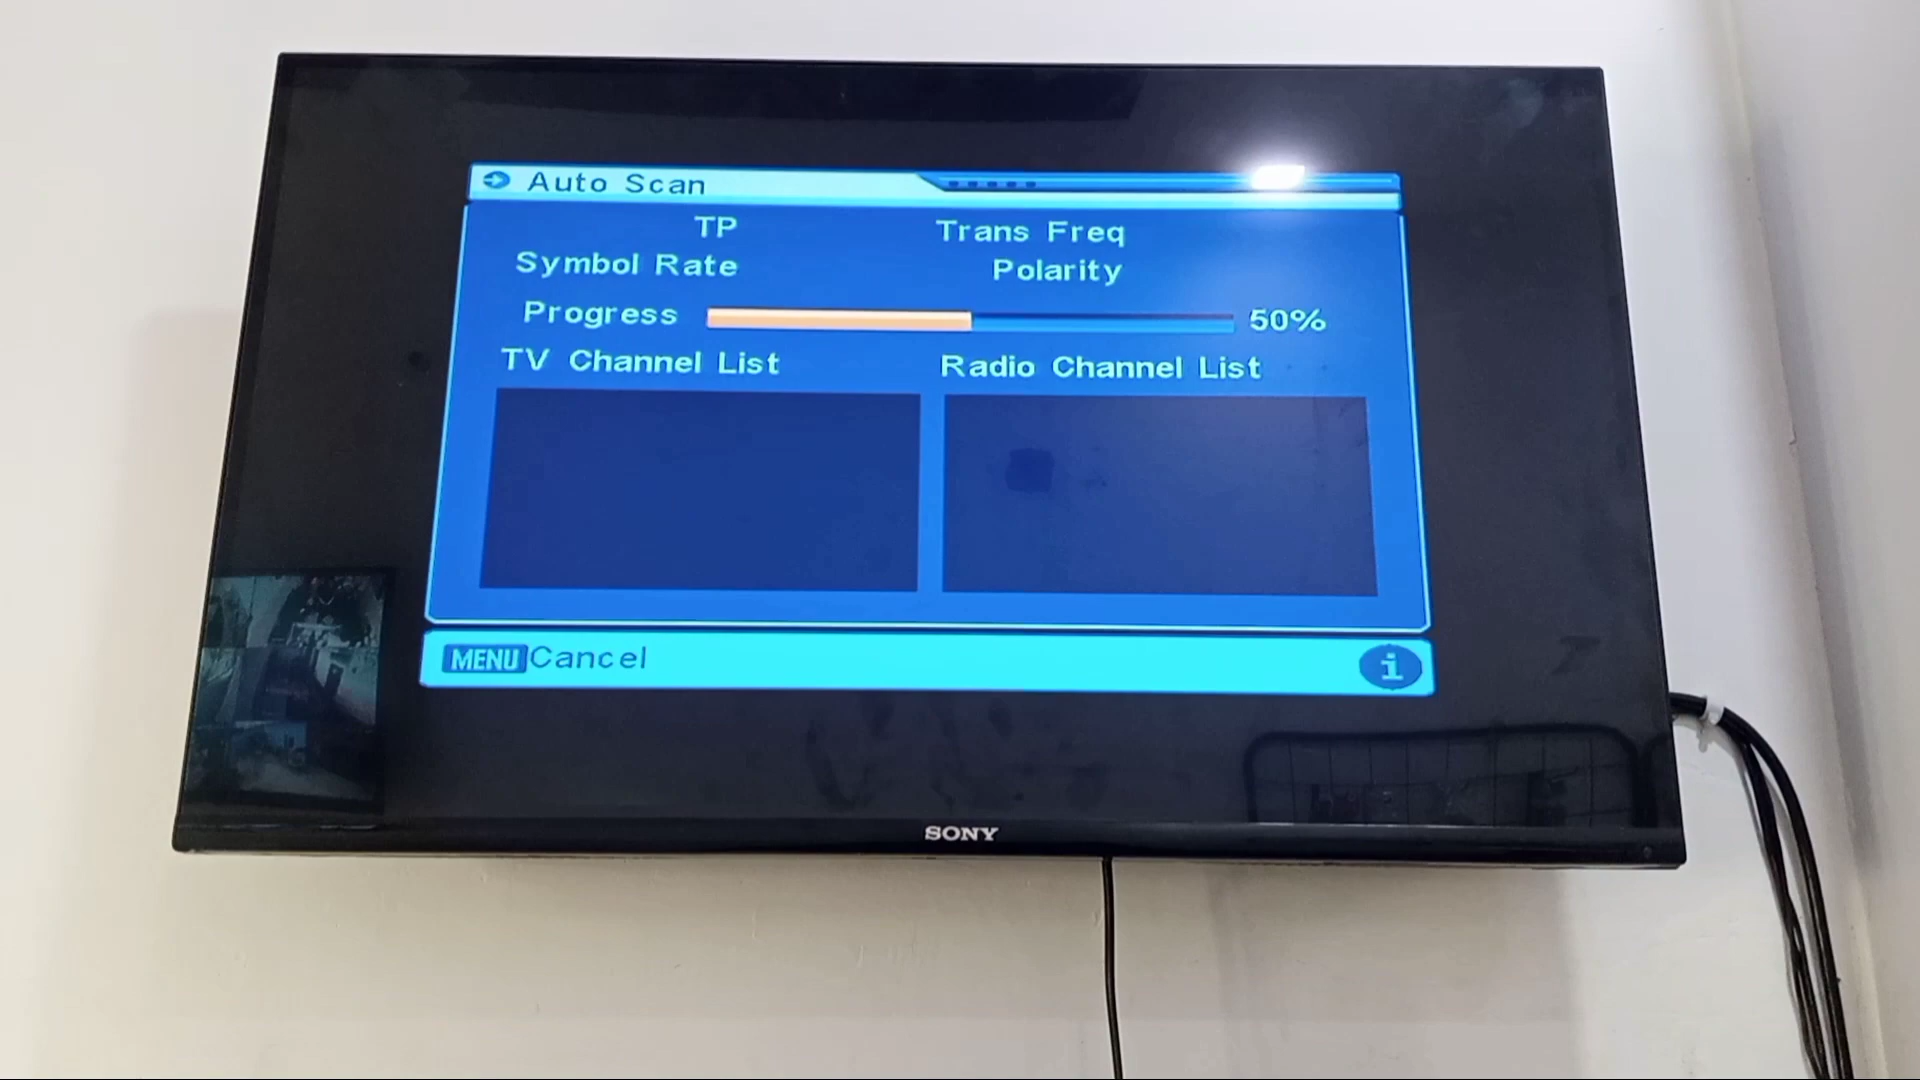 Auto Scan
TP
Trans Freq
Symbol Rate
Polarity
Progress 50%
TV Channel List
Radio Channel List
MENU Cancel
i
SONY